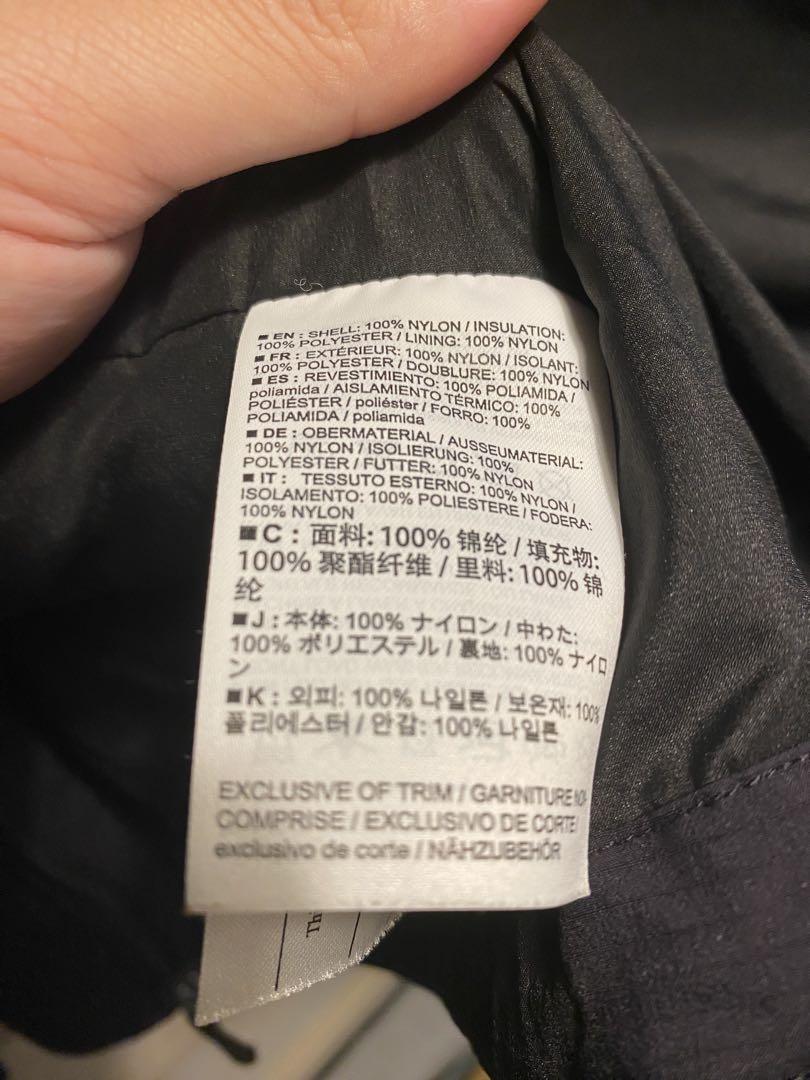 ■ EN : SHELL: 100% NYLON / INSULATION:
100% POLYESTER / LINING: 100% NYLON
■ FR : EXTÉRIEUR: 100% NYLON / ISOLANT:
100% POLYESTER / DOUBLURE: 100% NYLON
■ ES : REVESTIMIENTO: 100% POLIAMIDA /
poliamida / AISLAMIENTO TÉRMICO: 100%
POLIÉSTER / poliéster / FORRO: 100%
POLIAMIDA / poliamida
■ DE : OBERMATERIAL / AUSSEUMATERIAL:
100% NYLON / ISOLIERUNG: 100%
POLYESTER / FUTTER: 100% NYLON
■ IT : TESSUTO ESTERNO: 100% NYLON /
ISOLAMENTO: 100% POLIESTERE / FODERA:
100% NYLON
■ C : 面料: 100% 锦纶 / 填充物:
100% 聚酯纤维 / 里料: 100% 锦
纶
■ J : 本体: 100% ナイロン / 中わた:
100% ポリエステル / 裏地: 100% ナイロ
ン
■ K : 외피: 100% 나일론 / 보온재: 100%
폴리에스터 / 안감: 100% 나일론
EXCLUSIVE OF TRIM / GARNITURE NON
COMPRISE / EXCLUSIVO DE CORTE/
exclusivo de corte / NÄHZUBEHÖR